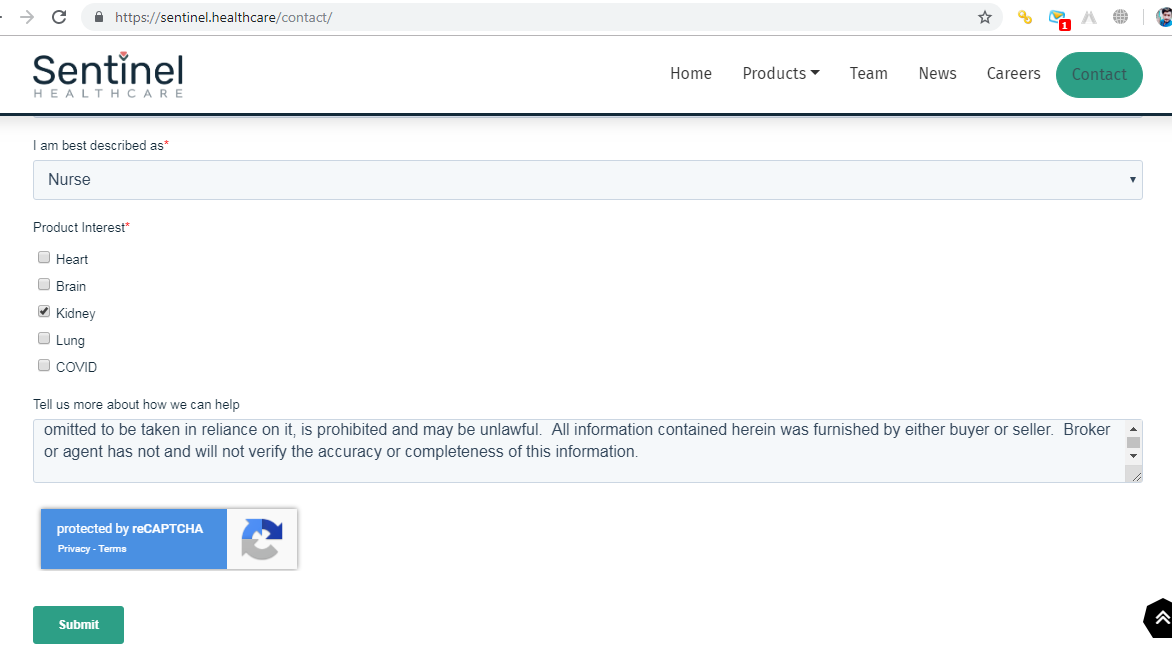 https://sentinel.healthcare/contact/
1
Sentinel
HEALTHCARE
Home Products Team News Careers Contact
I am best described as*
Nurse
Product Interest*
Heart
Brain
Kidney
Lung
COVID
Tell us more about how we can help
omitted to be taken in reliance on it, is prohibited and may be unlawful.  All information contained herein was furnished by either buyer or seller.  Broker
or agent has not and will not verify the accuracy or completeness of this information.
protected by reCAPTCHA
Privacy - Terms
Submit